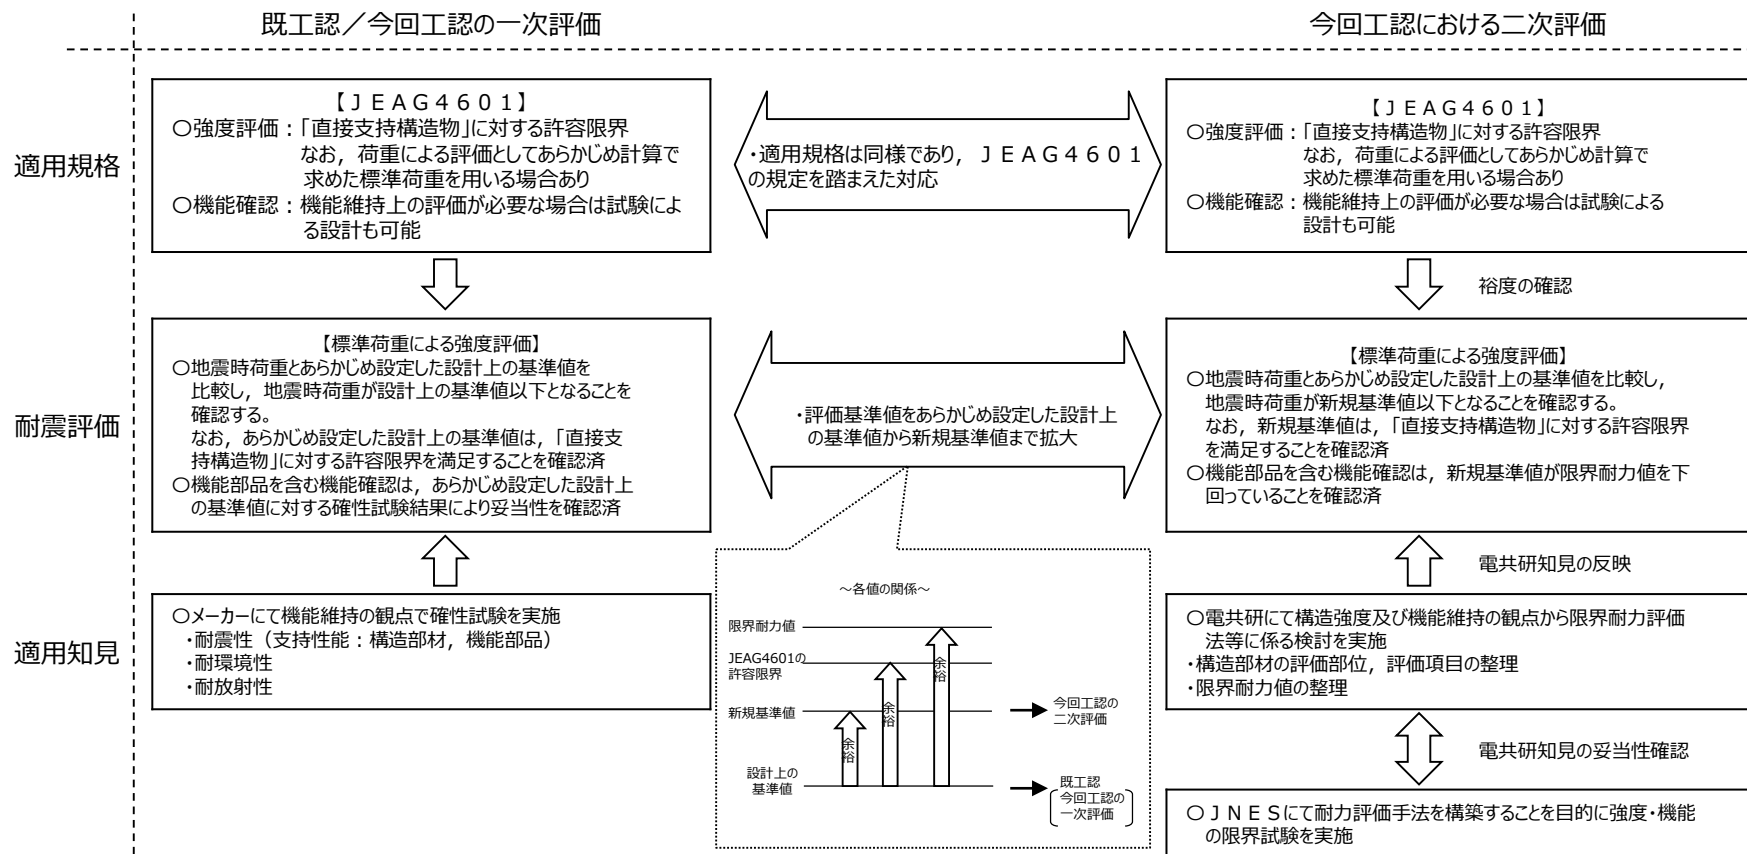 既工認／今回工認の一次評価
今回工認における二次評価
適用規格
【ＪＥＡＧ４６０１】
〇強度評価：「直接支持構造物」に対する許容限界
なお，荷重による評価としてあらかじめ計算で
求めた標準荷重を用いる場合あり
〇機能確認：機能維持上の評価が必要な場合は試験によ
る設計も可能
・適用規格は同様であり，ＪＥＡＧ４６０１
の規定を踏まえた対応
【ＪＥＡＧ４６０１】
〇強度評価：「直接支持構造物」に対する許容限界
なお，荷重による評価としてあらかじめ計算で
求めた標準荷重を用いる場合あり
〇機能確認：機能維持上の評価が必要な場合は試験による
設計も可能
裕度の確認
耐震評価
【標準荷重による強度評価】
〇地震時荷重とあらかじめ設定した設計上の基準値を
比較し，地震時荷重が設計上の基準値以下となることを
確認する。
なお，あらかじめ設定した設計上の基準値は，「直接支
持構造物」に対する許容限界を満足することを確認済
〇機能部品を含む機能確認は，あらかじめ設定した設計上
の基準値に対する確性試験結果により妥当性を確認済
・評価基準値をあらかじめ設定した設計上
の基準値から新規基準値まで拡大
【標準荷重による強度評価】
〇地震時荷重とあらかじめ設定した設計上の基準値を比較し，
地震時荷重が新規基準値以下となることを確認する。
なお，新規基準値は，「直接支持構造物」に対する許容限界
を満足することを確認済
〇機能部品を含む機能確認は，新規基準値が限界耐力値を下
回っていることを確認済
電共研知見の反映
適用知見
〇メーカーにて機能維持の観点で確性試験を実施
・耐震性（支持性能：構造部材，機能部品）
・耐環境性
・耐放射性
～各値の関係～
限界耐力値
JEAG4601の
許容限界
新規基準値
設計上の
基準値
余裕
余裕
余裕
今回工認の
二次評価
既工認
今回工認の
一次評価
〇電共研にて構造強度及び機能維持の観点から限界耐力評価
法等に係る検討を実施
・構造部材の評価部位，評価項目の整理
・限界耐力値の整理
電共研知見の妥当性確認
〇ＪＮＥＳにて耐力評価手法を構築することを目的に強度・機能
の限界試験を実施